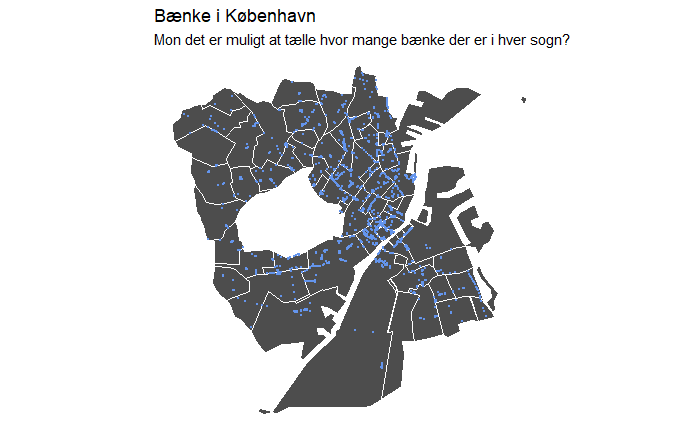 Bænke i København
Mon det er muligt at tælle hvor mange bænke der er i hver sogn?